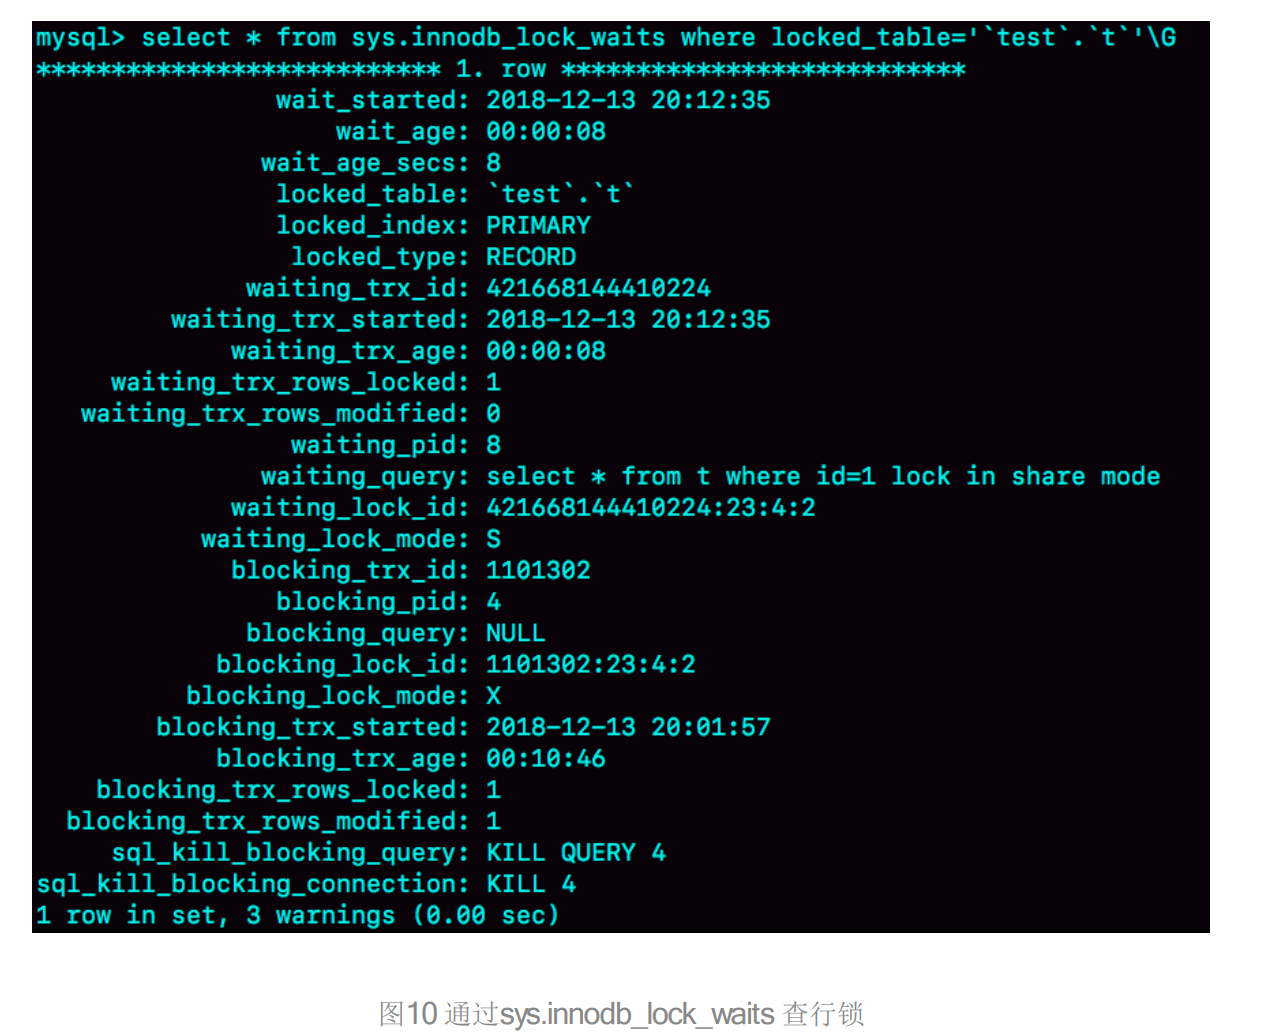 mysql> select * from sys.innodb_lock_waits where locked_table='`test`.`t`'\G
*************************** 1. row ***************************
wait_started: 2018-12-13 20:12:35
wait_age: 00:00:08
wait_age_secs: 8
locked_table: `test`.`t`
locked_index: PRIMARY
locked_type: RECORD
waiting_trx_id: 421668144410224
waiting_trx_started: 2018-12-13 20:12:35
waiting_trx_age: 00:00:08
waiting_trx_rows_locked: 1
waiting_trx_rows_modified: 0
waiting_pid: 8
waiting_query: select * from t where id=1 lock in share mode
waiting_lock_id: 421668144410224:23:4:2
waiting_lock_mode: S
blocking_trx_id: 1101302
blocking_pid: 4
blocking_query: NULL
blocking_lock_id: 1101302:23:4:2
blocking_lock_mode: X
blocking_trx_started: 2018-12-13 20:01:57
blocking_trx_age: 00:10:46
blocking_trx_rows_locked: 1
blocking_trx_rows_modified: 1
sql_kill_blocking_query: KILL QUERY 4
sql_kill_blocking_connection: KILL 4
1 row in set, 3 warnings (0.00 sec)
图10 通过sys.innodb_lock_waits 查行锁